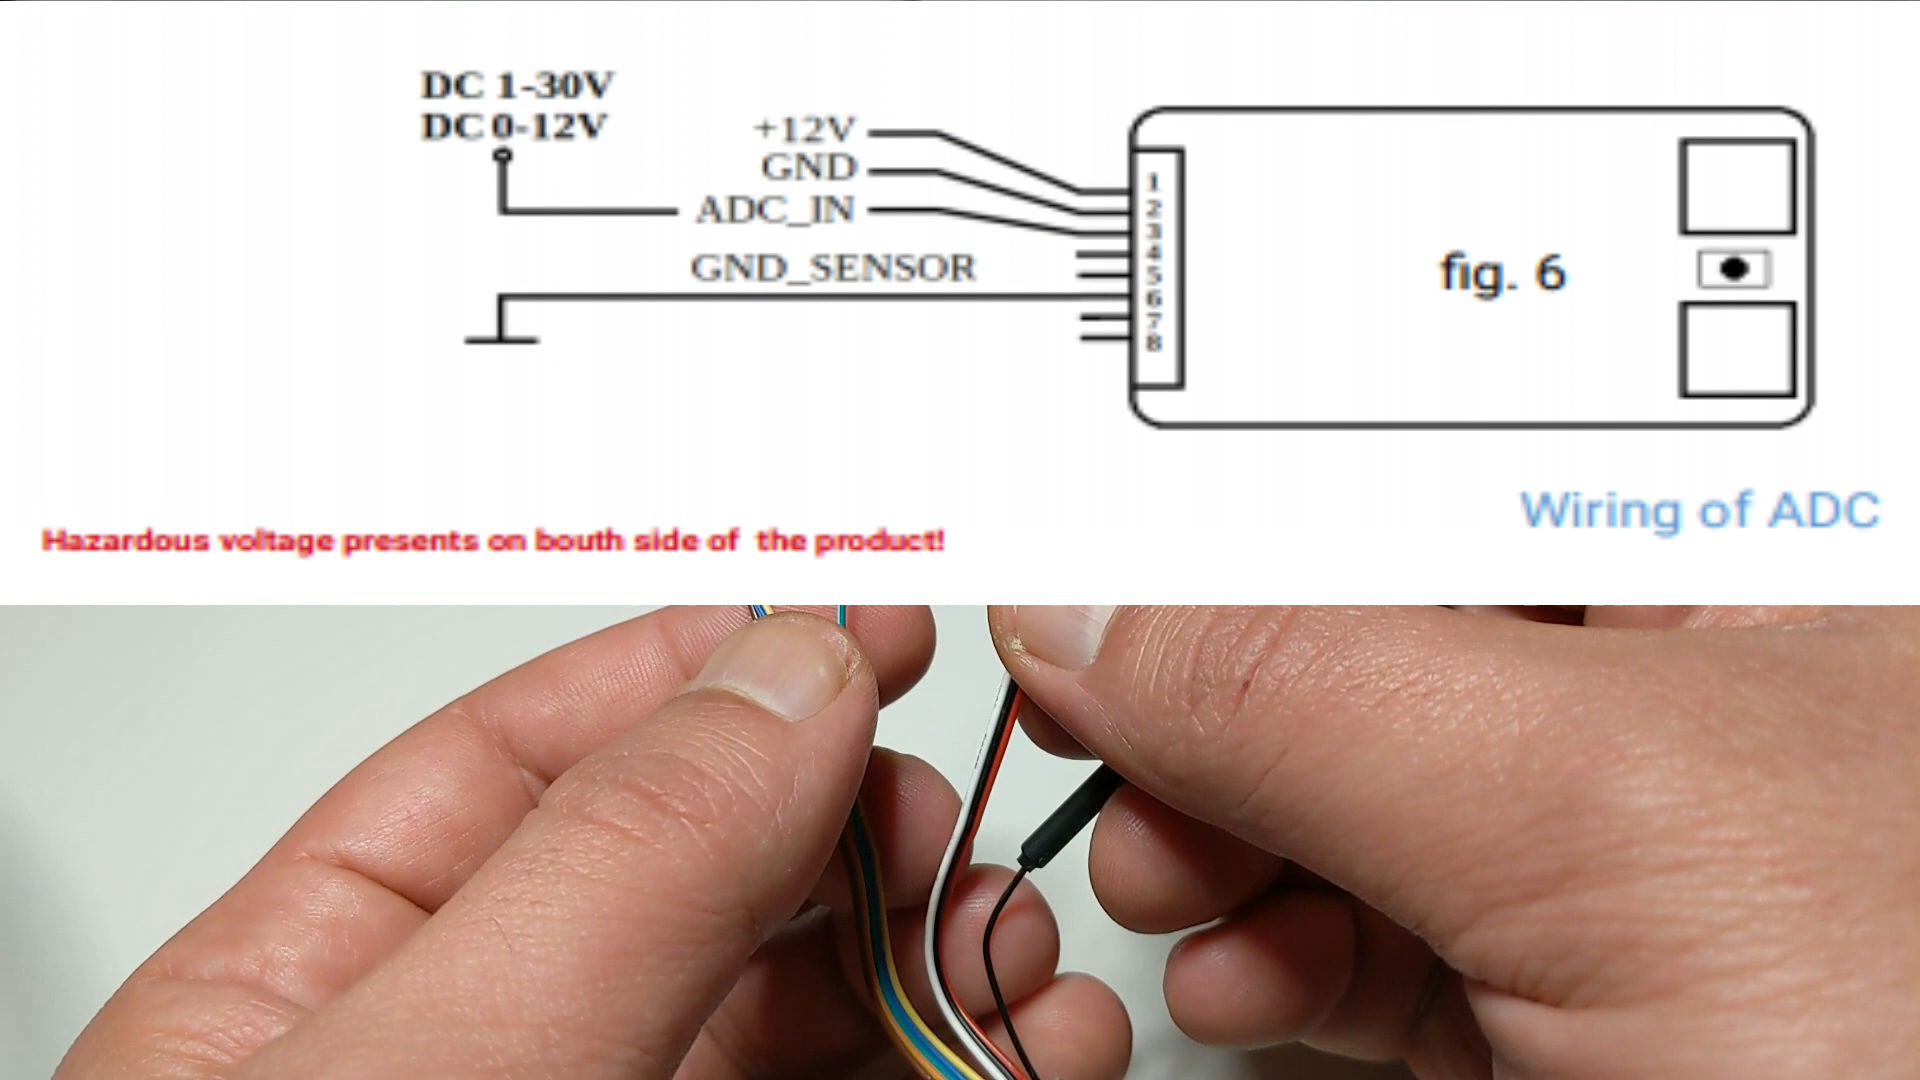 DC 1-30V
DC 0-12V
+12V
GND
ADC_IN
GND_SENSOR
1
2
3
4
5
6
7
8
fig. 6
Wiring of ADC
Hazardous voltage presents on bouth side of the product!